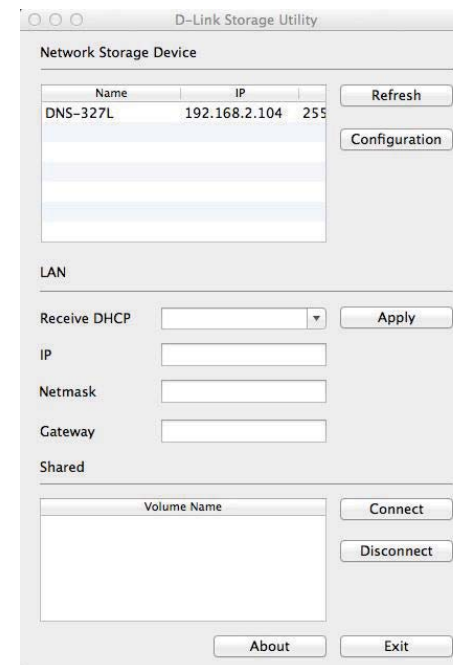 D-Link Storage Utility
Network Storage Device
Name IP
DNS-327L 192.168.2.104 255
Refresh
Configuration
LAN
Receive DHCP
Apply
IP
Netmask
Gateway
Shared
Volume Name
Connect
Disconnect
About Exit